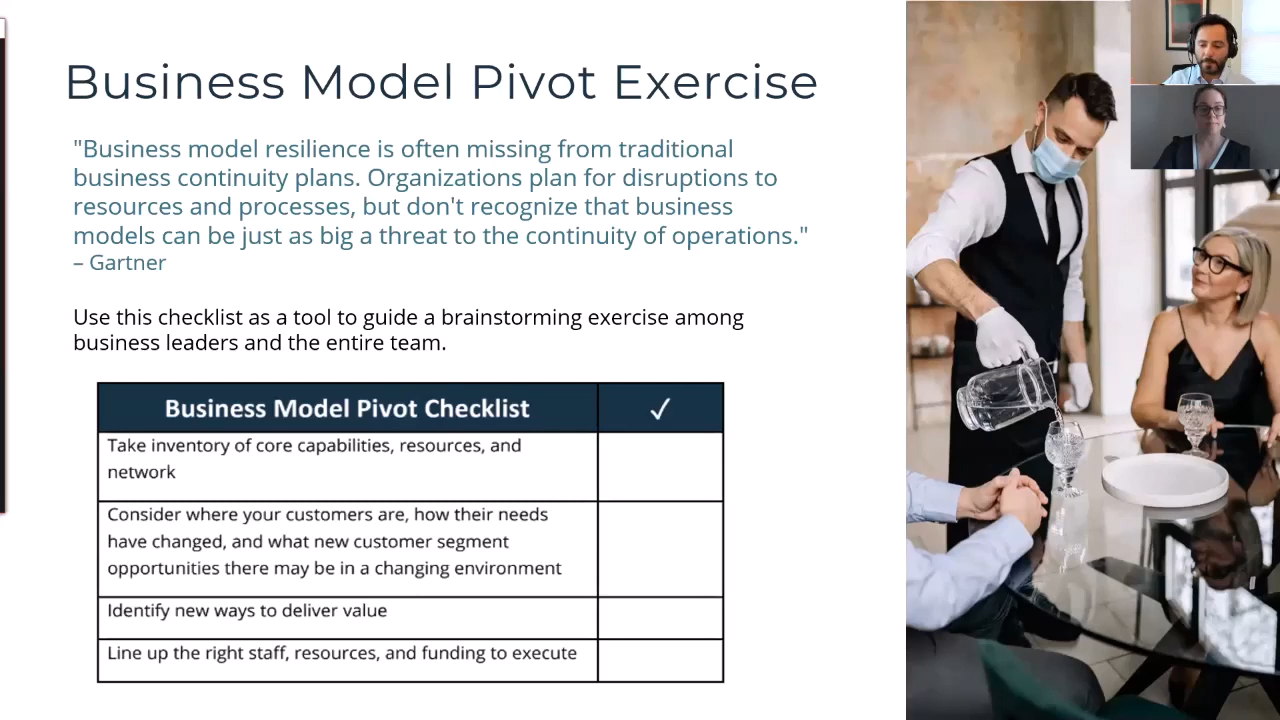 Business Model Pivot Exercise
"Business model resilience is often missing from traditional
business continuity plans. Organizations plan for disruptions to
resources and processes, but don't recognize that business
models can be just as big a threat to the continuity of operations."
– Gartner
Use this checklist as a tool to guide a brainstorming exercise among
business leaders and the entire team.
Business Model Pivot Checklist ✓
Take inventory of core capabilities, resources, and
network
Consider where your customers are, how their needs
have changed, and what new customer segment
opportunities there may be in a changing environment
Identify new ways to deliver value
Line up the right staff, resources, and funding to execute